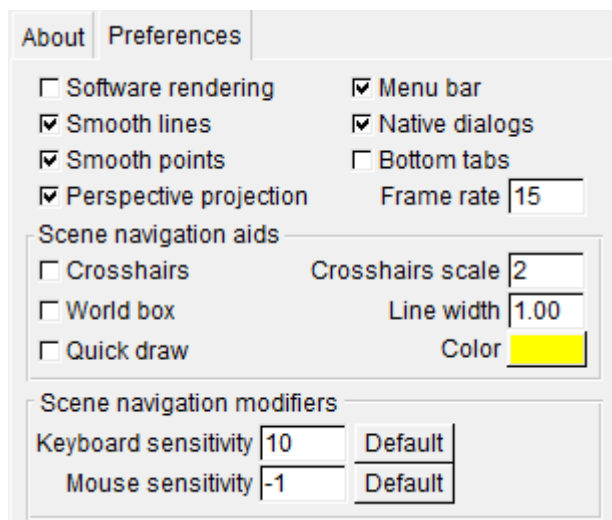 About Preferences
Software rendering Menu bar
Smooth lines Native dialogs
Smooth points Bottom tabs
Perspective projection Frame rate 15
Scene navigation aids
Crosshairs Crosshairs scale 2
World box Line width 1.00
Quick draw Color
Scene navigation modifiers
Keyboard sensitivity 10 Default
Mouse sensitivity -1 Default